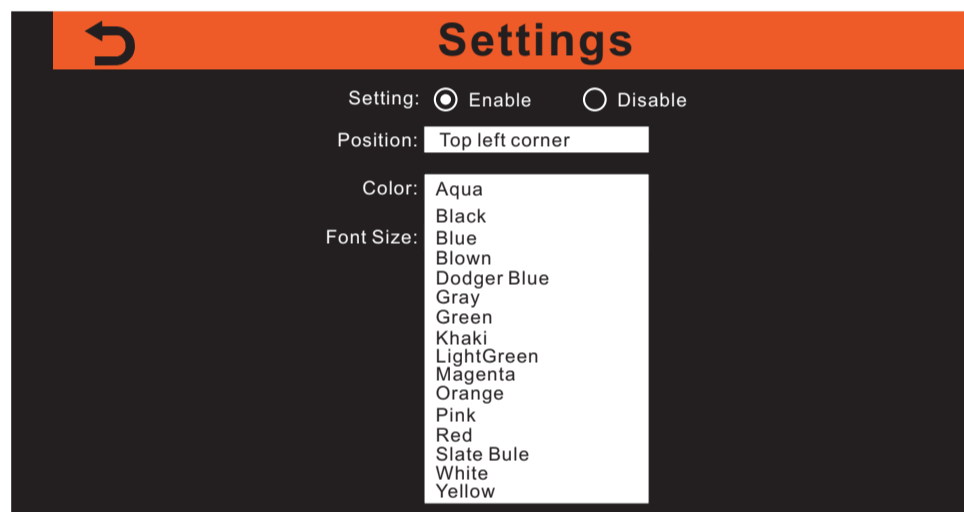 Settings
Setting: Enable Disable
Position: Top left corner
Color: Aqua
Black
Font Size: Blue
Blown
Dodger Blue
Gray
Green
Khaki
LightGreen
Magenta
Orange
Pink
Red
Slate Bule
White
Yellow